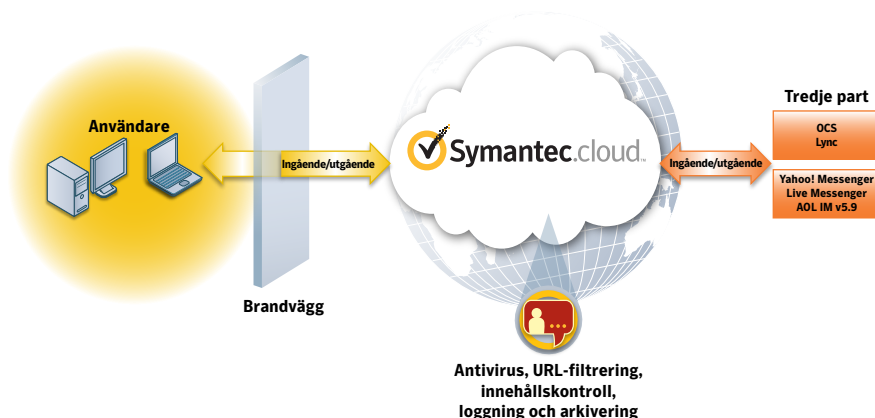 Användare
Ingående/utgående
Brandvägg
Symantec.cloud™
Ingående/utgående
Tredje part
OCS
Lync
Yahoo! Messenger
Live Messenger
AOL IM v5.9
Antivirus, URL-filtrering,
innehållskontroll,
loggning och arkivering